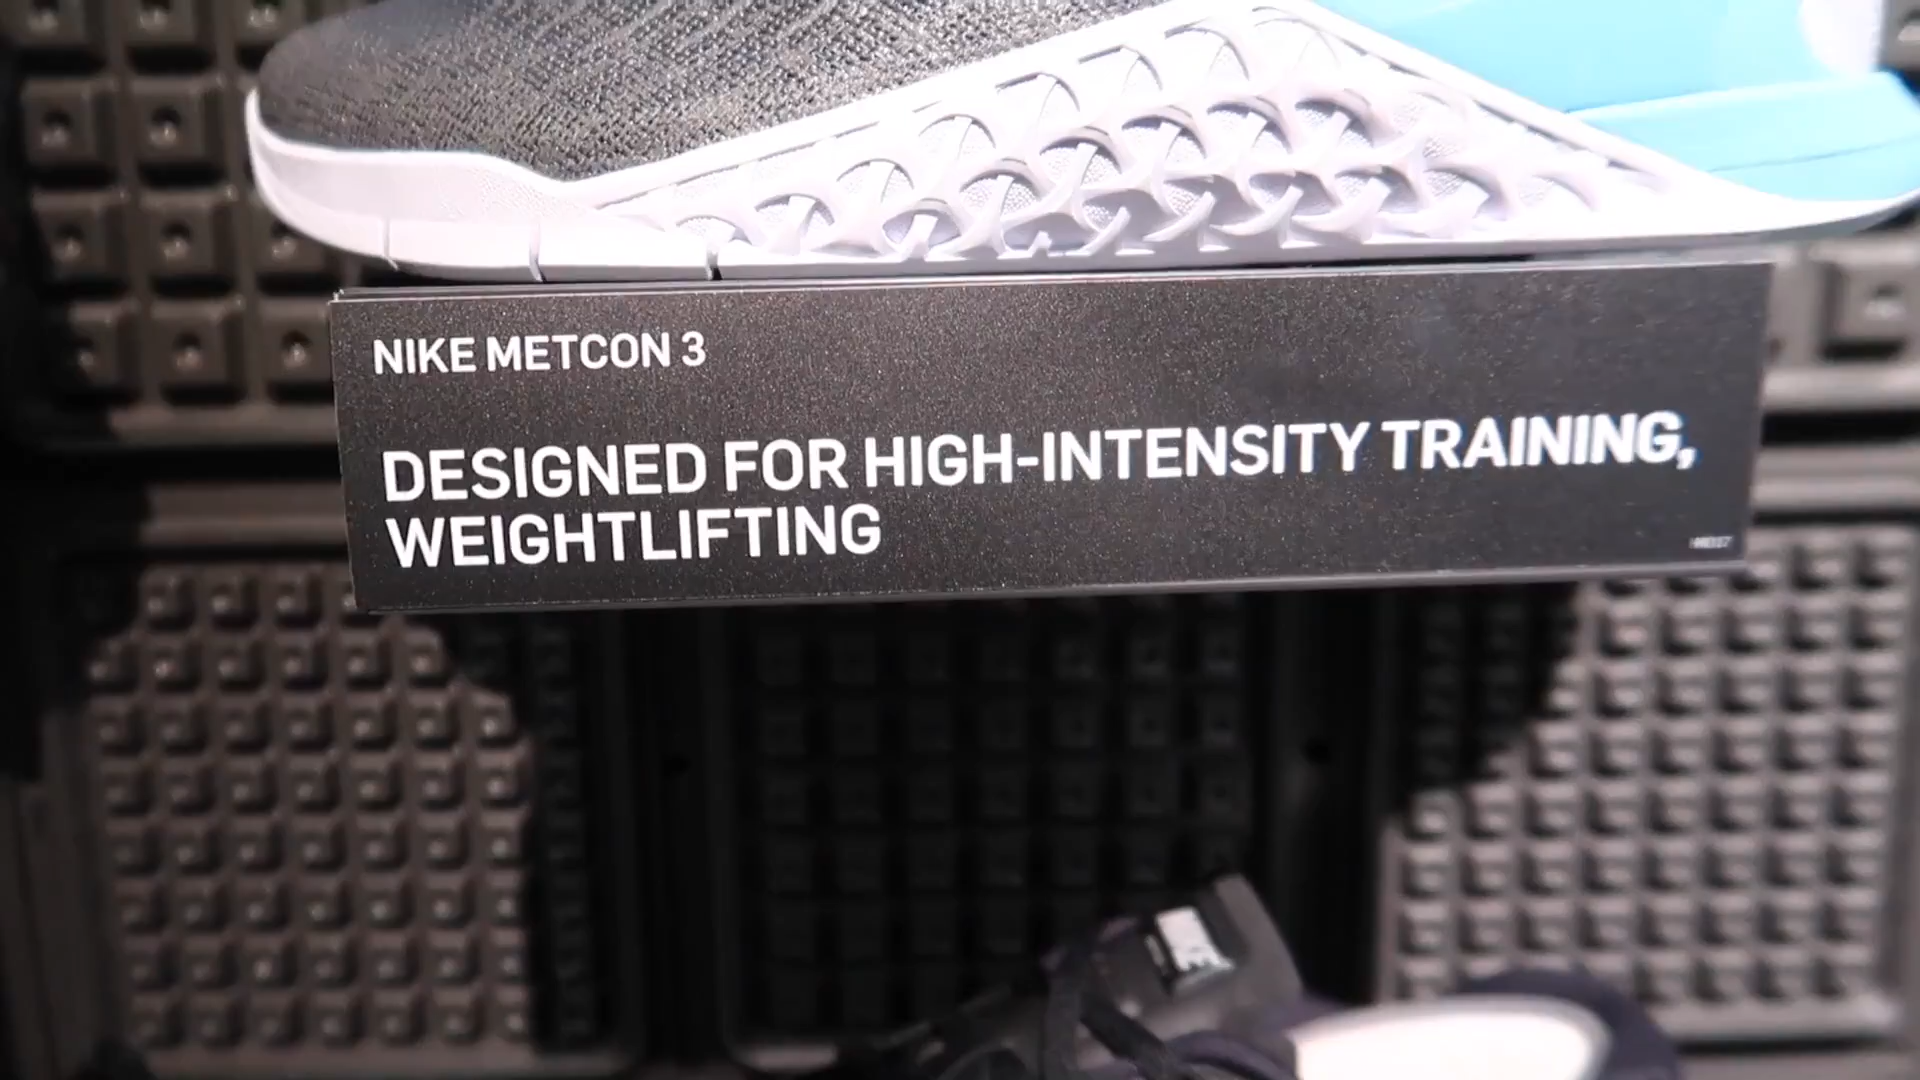 NIKE METCON 3
DESIGNED FOR HIGH-INTENSITY TRAINING,
WEIGHTLIFTING